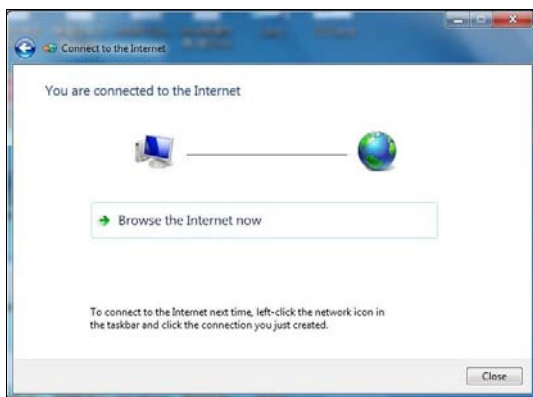 Connect to the Internet
You are connected to the Internet
Browse the Internet now
To connect to the Internet next time, left-click the network icon in
the taskbar and click the connection you just created.
Close